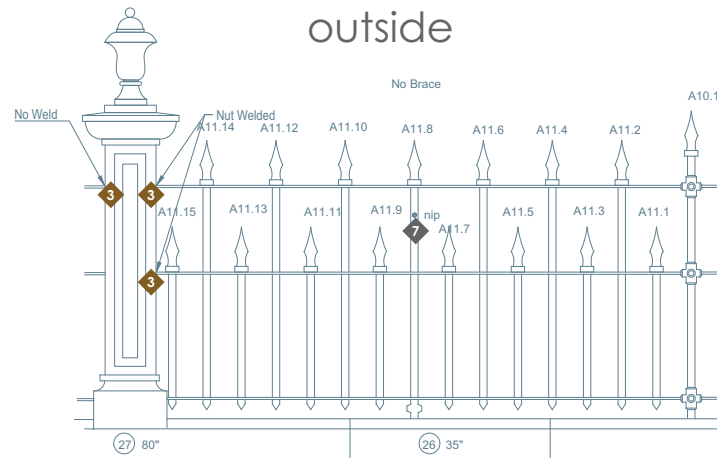 outside
No Brace
A10.1
No Weld
Nut Welded
A11.14
A11.12
A11.10
A11.8
A11.6
A11.4
A11.2
3
3
A11.15
A11.13
A11.11
A11.9
nip
7
A11.7
A11.5
A11.3
A11.1
3
27 80"
26 35"